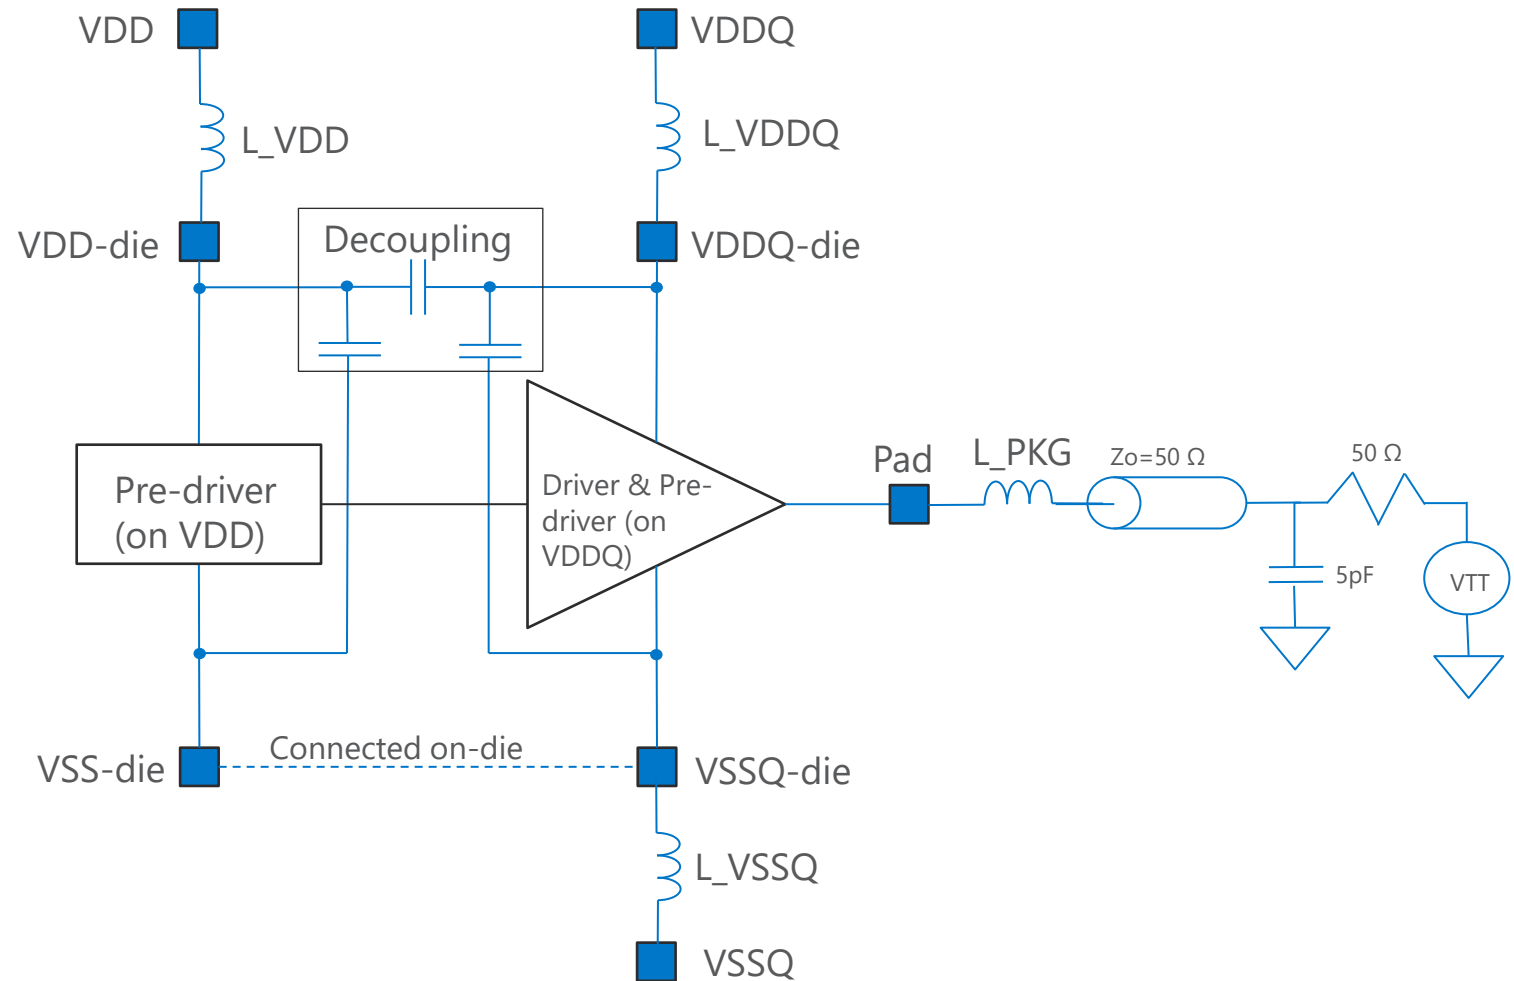 VDD
VDDQ
L_VDD
L_VDDQ
VDD-die
Decoupling
VDDQ-die
Pre-driver
(on VDD)
Driver & Pre-
driver (on
VDDQ)
Pad
L_PKG
Zo=50 Ω
50 Ω
5pF
VTT
VSS-die
Connected on-die
VSSQ-die
L_VSSQ
VSSQ